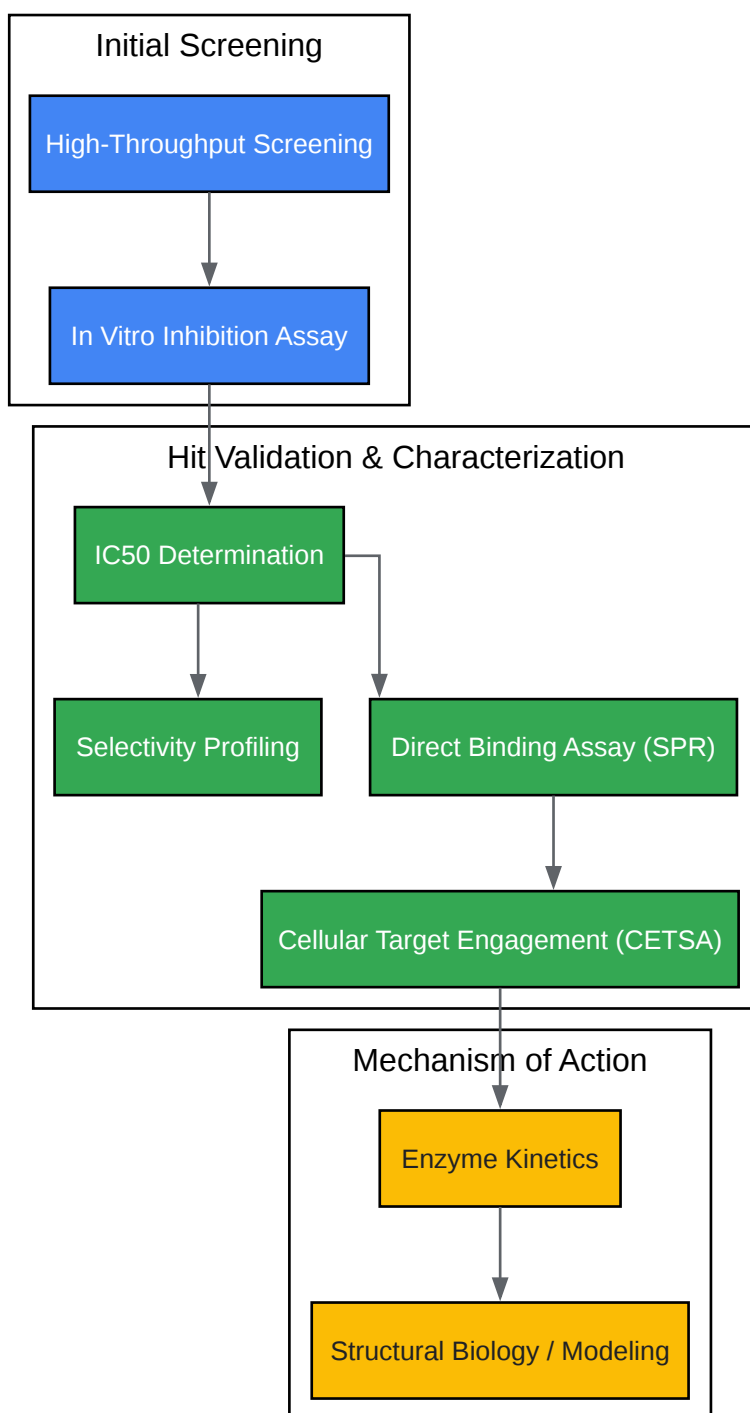 Initial Screening
High-Throughput Screening
In Vitro Inhibition Assay
Hit Validation & Characterization
IC50 Determination
Selectivity Profiling
Direct Binding Assay (SPR)
Cellular Target Engagement (CETSA)
Mechanism of Action
Enzyme Kinetics
Structural Biology / Modeling